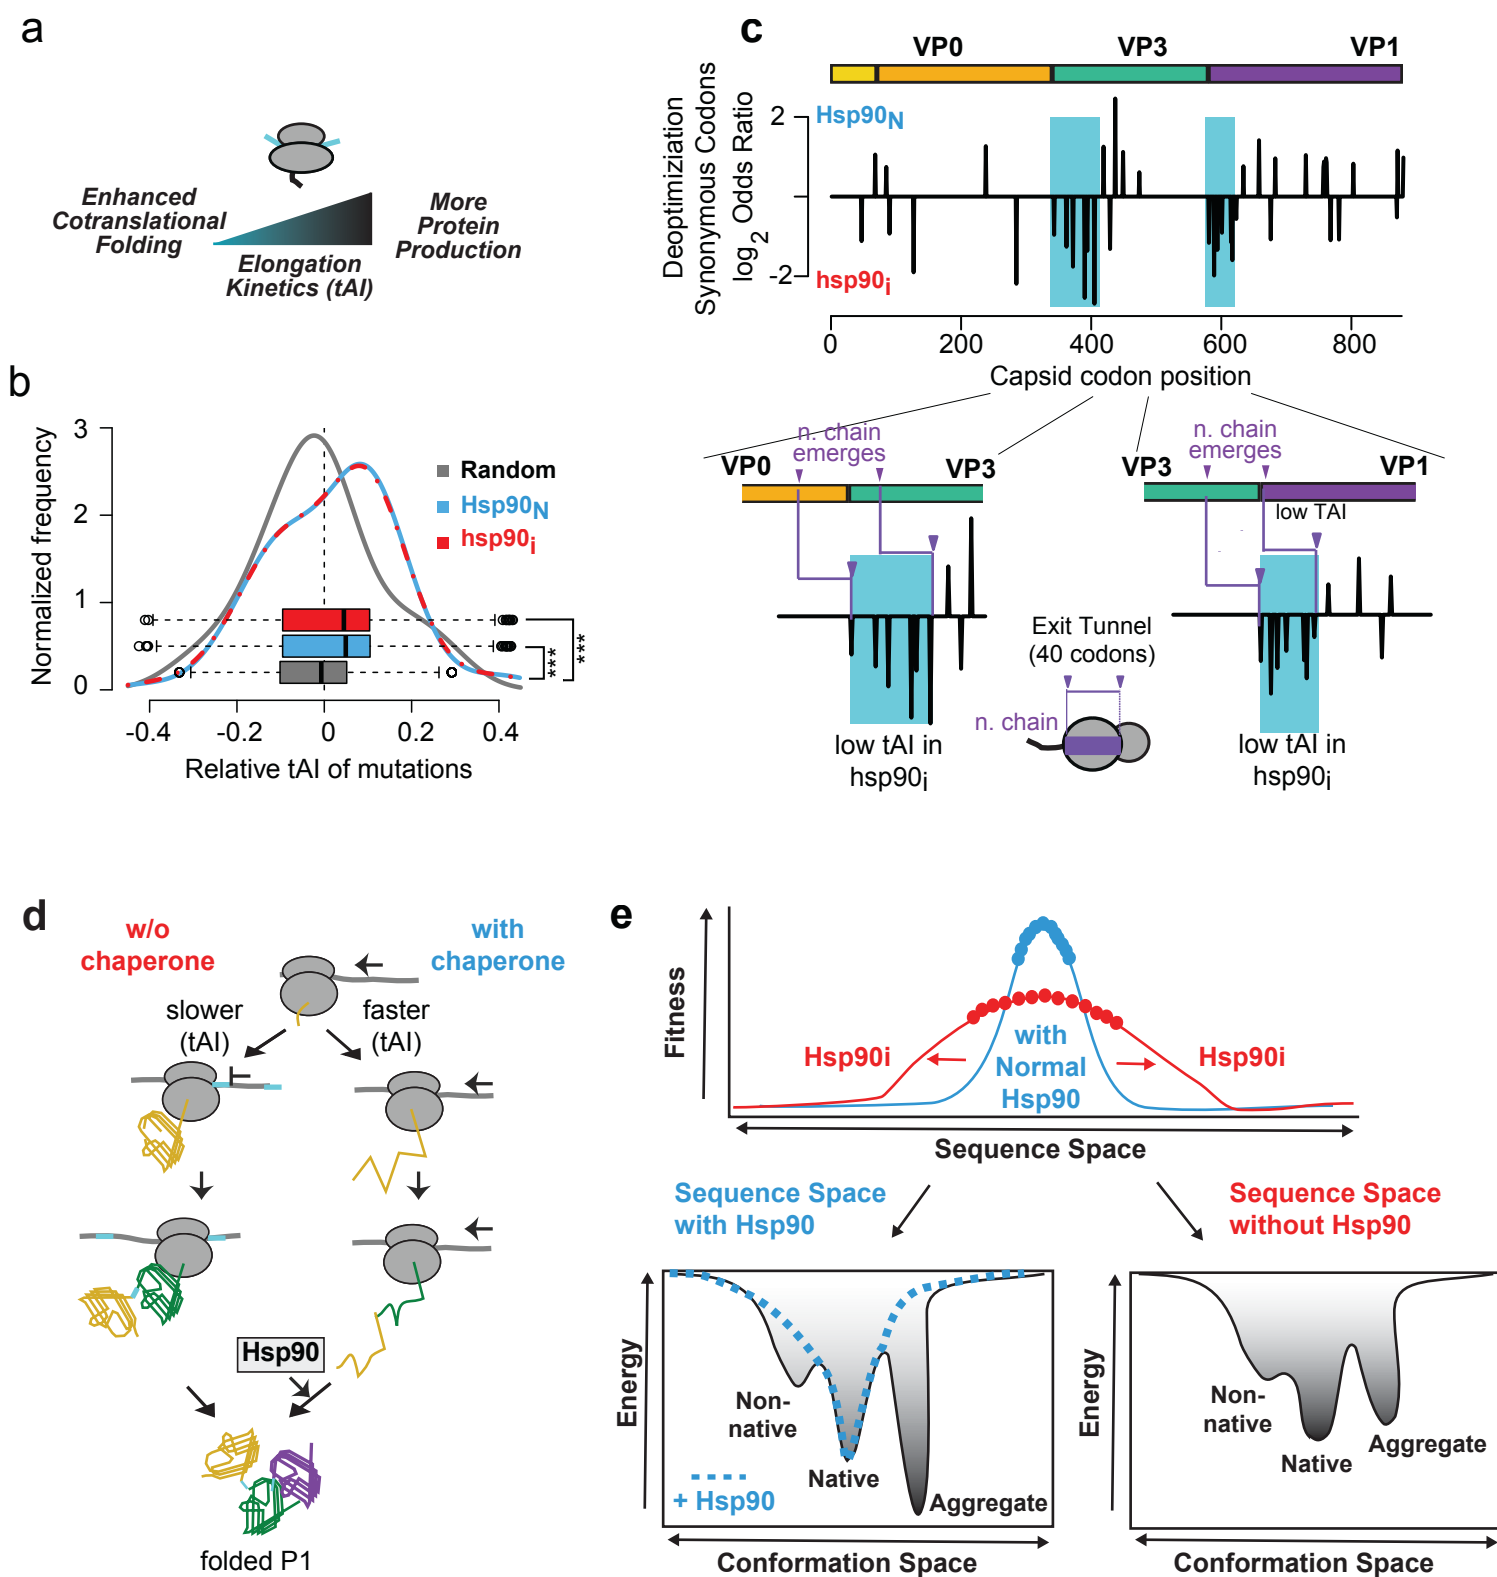 a
Enhanced
Cotranslational
Folding
More
Protein
Production
Elongation
Kinetics (tAI)
b
Normalized frequency
3
2
1
0
Random
Hsp90N
hsp90i
***
***
-0.4
-0.2
0
0.2
0.4
Relative tAI of mutations
c
VP0
VP3
VP1
Deoptimiziation
Synonymous Codons
log2 Odds Ratio
2
-2
Hsp90N
hsp90i
0
200
400
600
800
Capsid codon position
n. chain
emerges
VP0
VP3
low tAI in
hsp90i
Exit Tunnel
(40 codons)
n. chain
n. chain
emerges
VP3
VP1
low TAI
low tAI in
hsp90i
d
w/o
chaperone
with
chaperone
slower
(tAI)
faster
(tAI)
Hsp90
folded P1
e
Fitness
Hsp90i
with
Normal
Hsp90
Hsp90i
Sequence Space
Sequence Space
with Hsp90
Sequence Space
without Hsp90
Energy
Non-
native
Native
Aggregate
+ Hsp90
Conformation Space
Energy
Non-
native
Native
Aggregate
Conformation Space